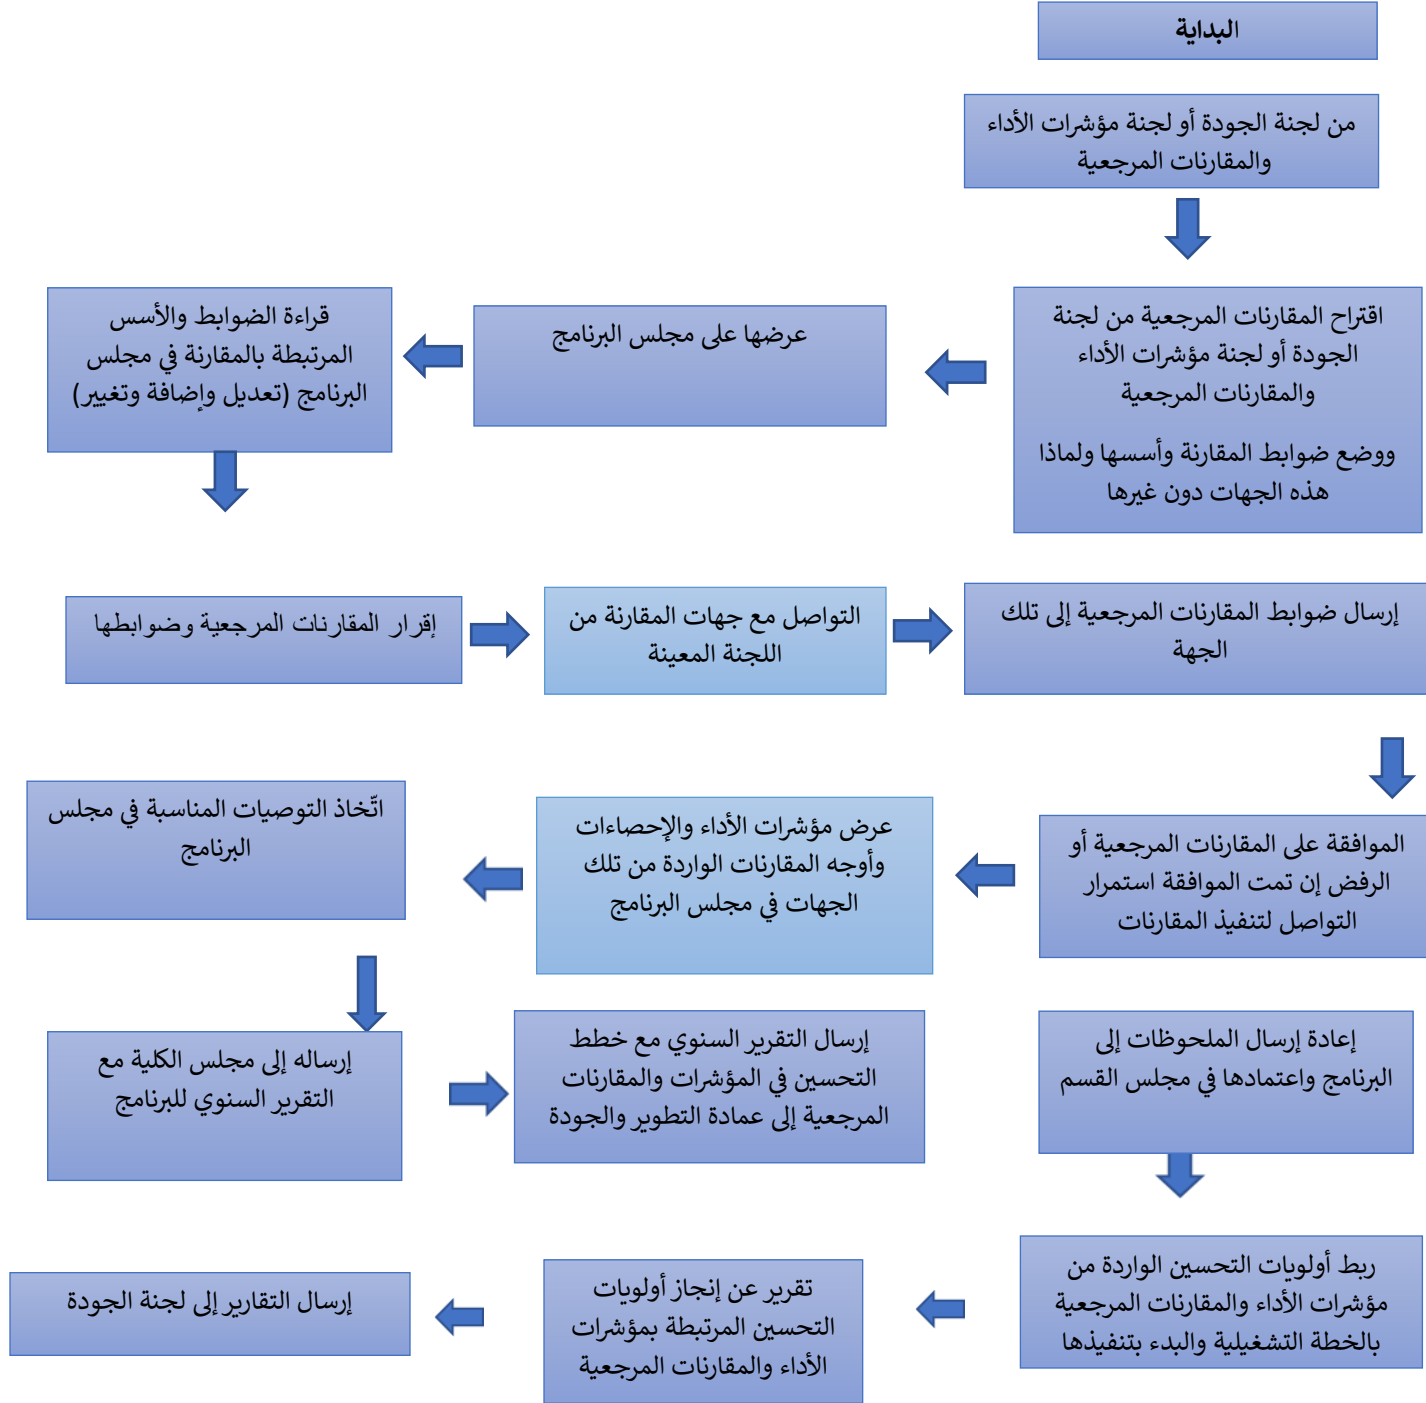 البداية
من لجنة الجودة أو لجنة مؤشرات الأداء
والمقارنات المرجعية
اقتراح المقارنات المرجعية من لجنة
الجودة أو لجنة مؤشرات الأداء
والمقارنات المرجعية
ووضع ضوابط المقارنة وأسسها ولماذا
هذه الجهات دون غيرها
عرضها على مجلس البرنامج
قراءة الضوابط والأسس
المرتبطة بالمقارنة في مجلس
البرنامج (تعديل وإضافة وتغيير)
إقرار المقارنات المرجعية وضوابطها
التواصل مع جهات المقارنة من
اللجنة المعينة
إرسال ضوابط المقارنات المرجعية إلى تلك
الجهة
الموافقة على المقارنات المرجعية أو
الرفض إن تمت الموافقة استمرار
التواصل لتنفيذ المقارنات
عرض مؤشرات الأداء والإحصاءات
وأوجه المقارنات الواردة من تلك
الجهات في مجلس البرنامج
اتّخاذ التوصيات المناسبة في مجلس
البرنامج
إرساله إلى مجلس الكلية مع
التقرير السنوي للبرنامج
إرسال التقرير السنوي مع خطط
التحسين في المؤشرات والمقارنات
المرجعية إلى عمادة التطوير والجودة
إعادة إرسال الملحوظات إلى
البرنامج واعتمادها في مجلس القسم
ربط أولويات التحسين الواردة من
مؤشرات الأداء والمقارنات المرجعية
بالخطة التشغيلية والبدء بتنفيذها
تقرير عن إنجاز أولويات
التحسين المرتبطة بمؤشرات
الأداء والمقارنات المرجعية
إرسال التقارير إلى لجنة الجودة